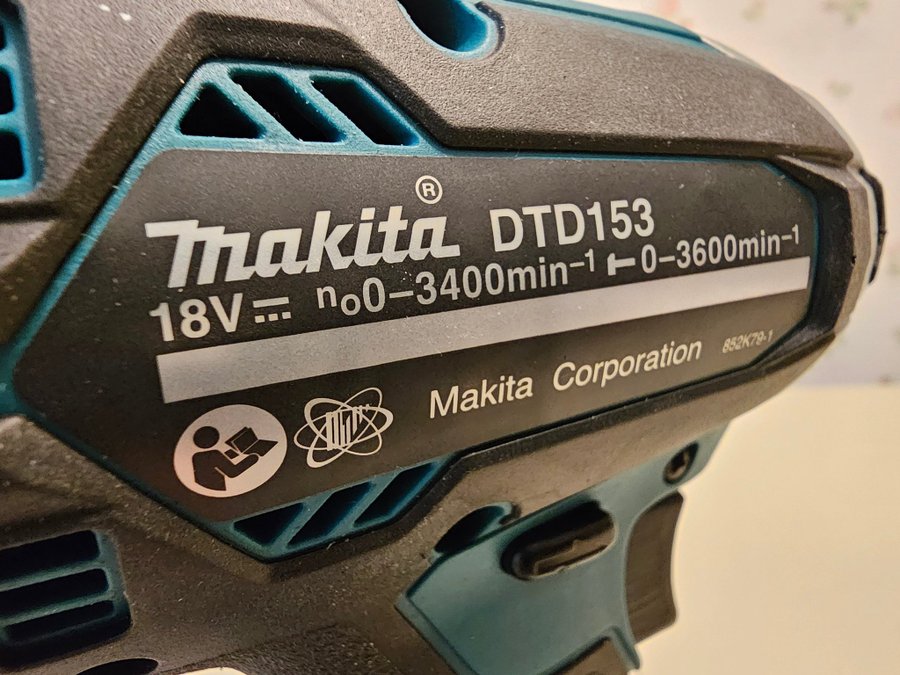 makita® DTD153
18V⎓ n₀0–3400min⁻¹ ⊢0–3600min⁻¹
Makita Corporation 852K79-1